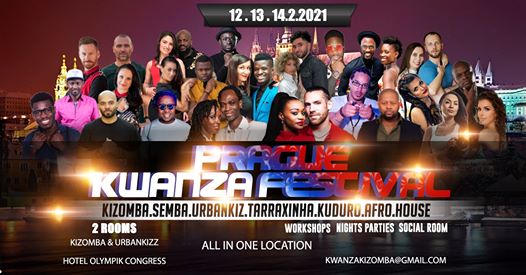 12.13.14.2.2021
PRAGUE
KWANZA FESTIVAL
KIZOMBA.SEMBA.URBANKIZ.TARRAXINHA.KUDURO.AFRO.HOUSE
2 ROOMS
KIZOMBA & URBANKIZZ
HOTEL OLYMPIK CONGRESS
ALL IN ONE LOCATION
WORKSHOPS NIGHTS PARTIES SOCIAL ROOM
KWANZAKIZOMBA@GMAIL.COM